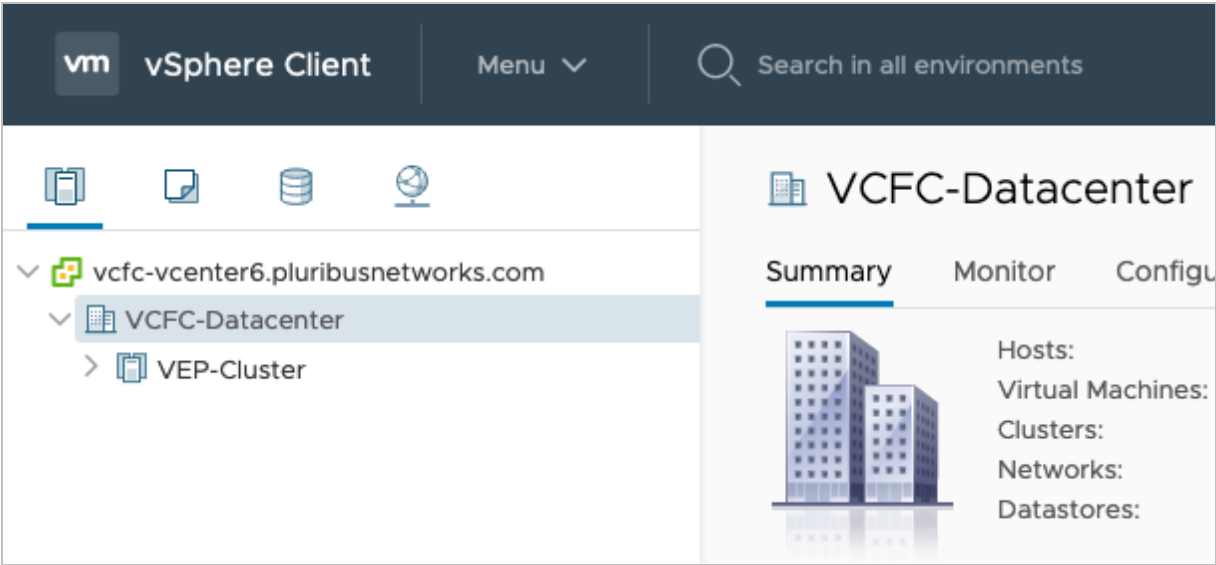 vm vSphere Client Menu Search in all environments
vcfc-vcenter6.pluribusnetworks.com
VCFC-Datacenter
VEP-Cluster
VCFC-Datacenter
Summary Monitor Configu
Hosts:
Virtual Machines:
Clusters:
Networks:
Datastores: